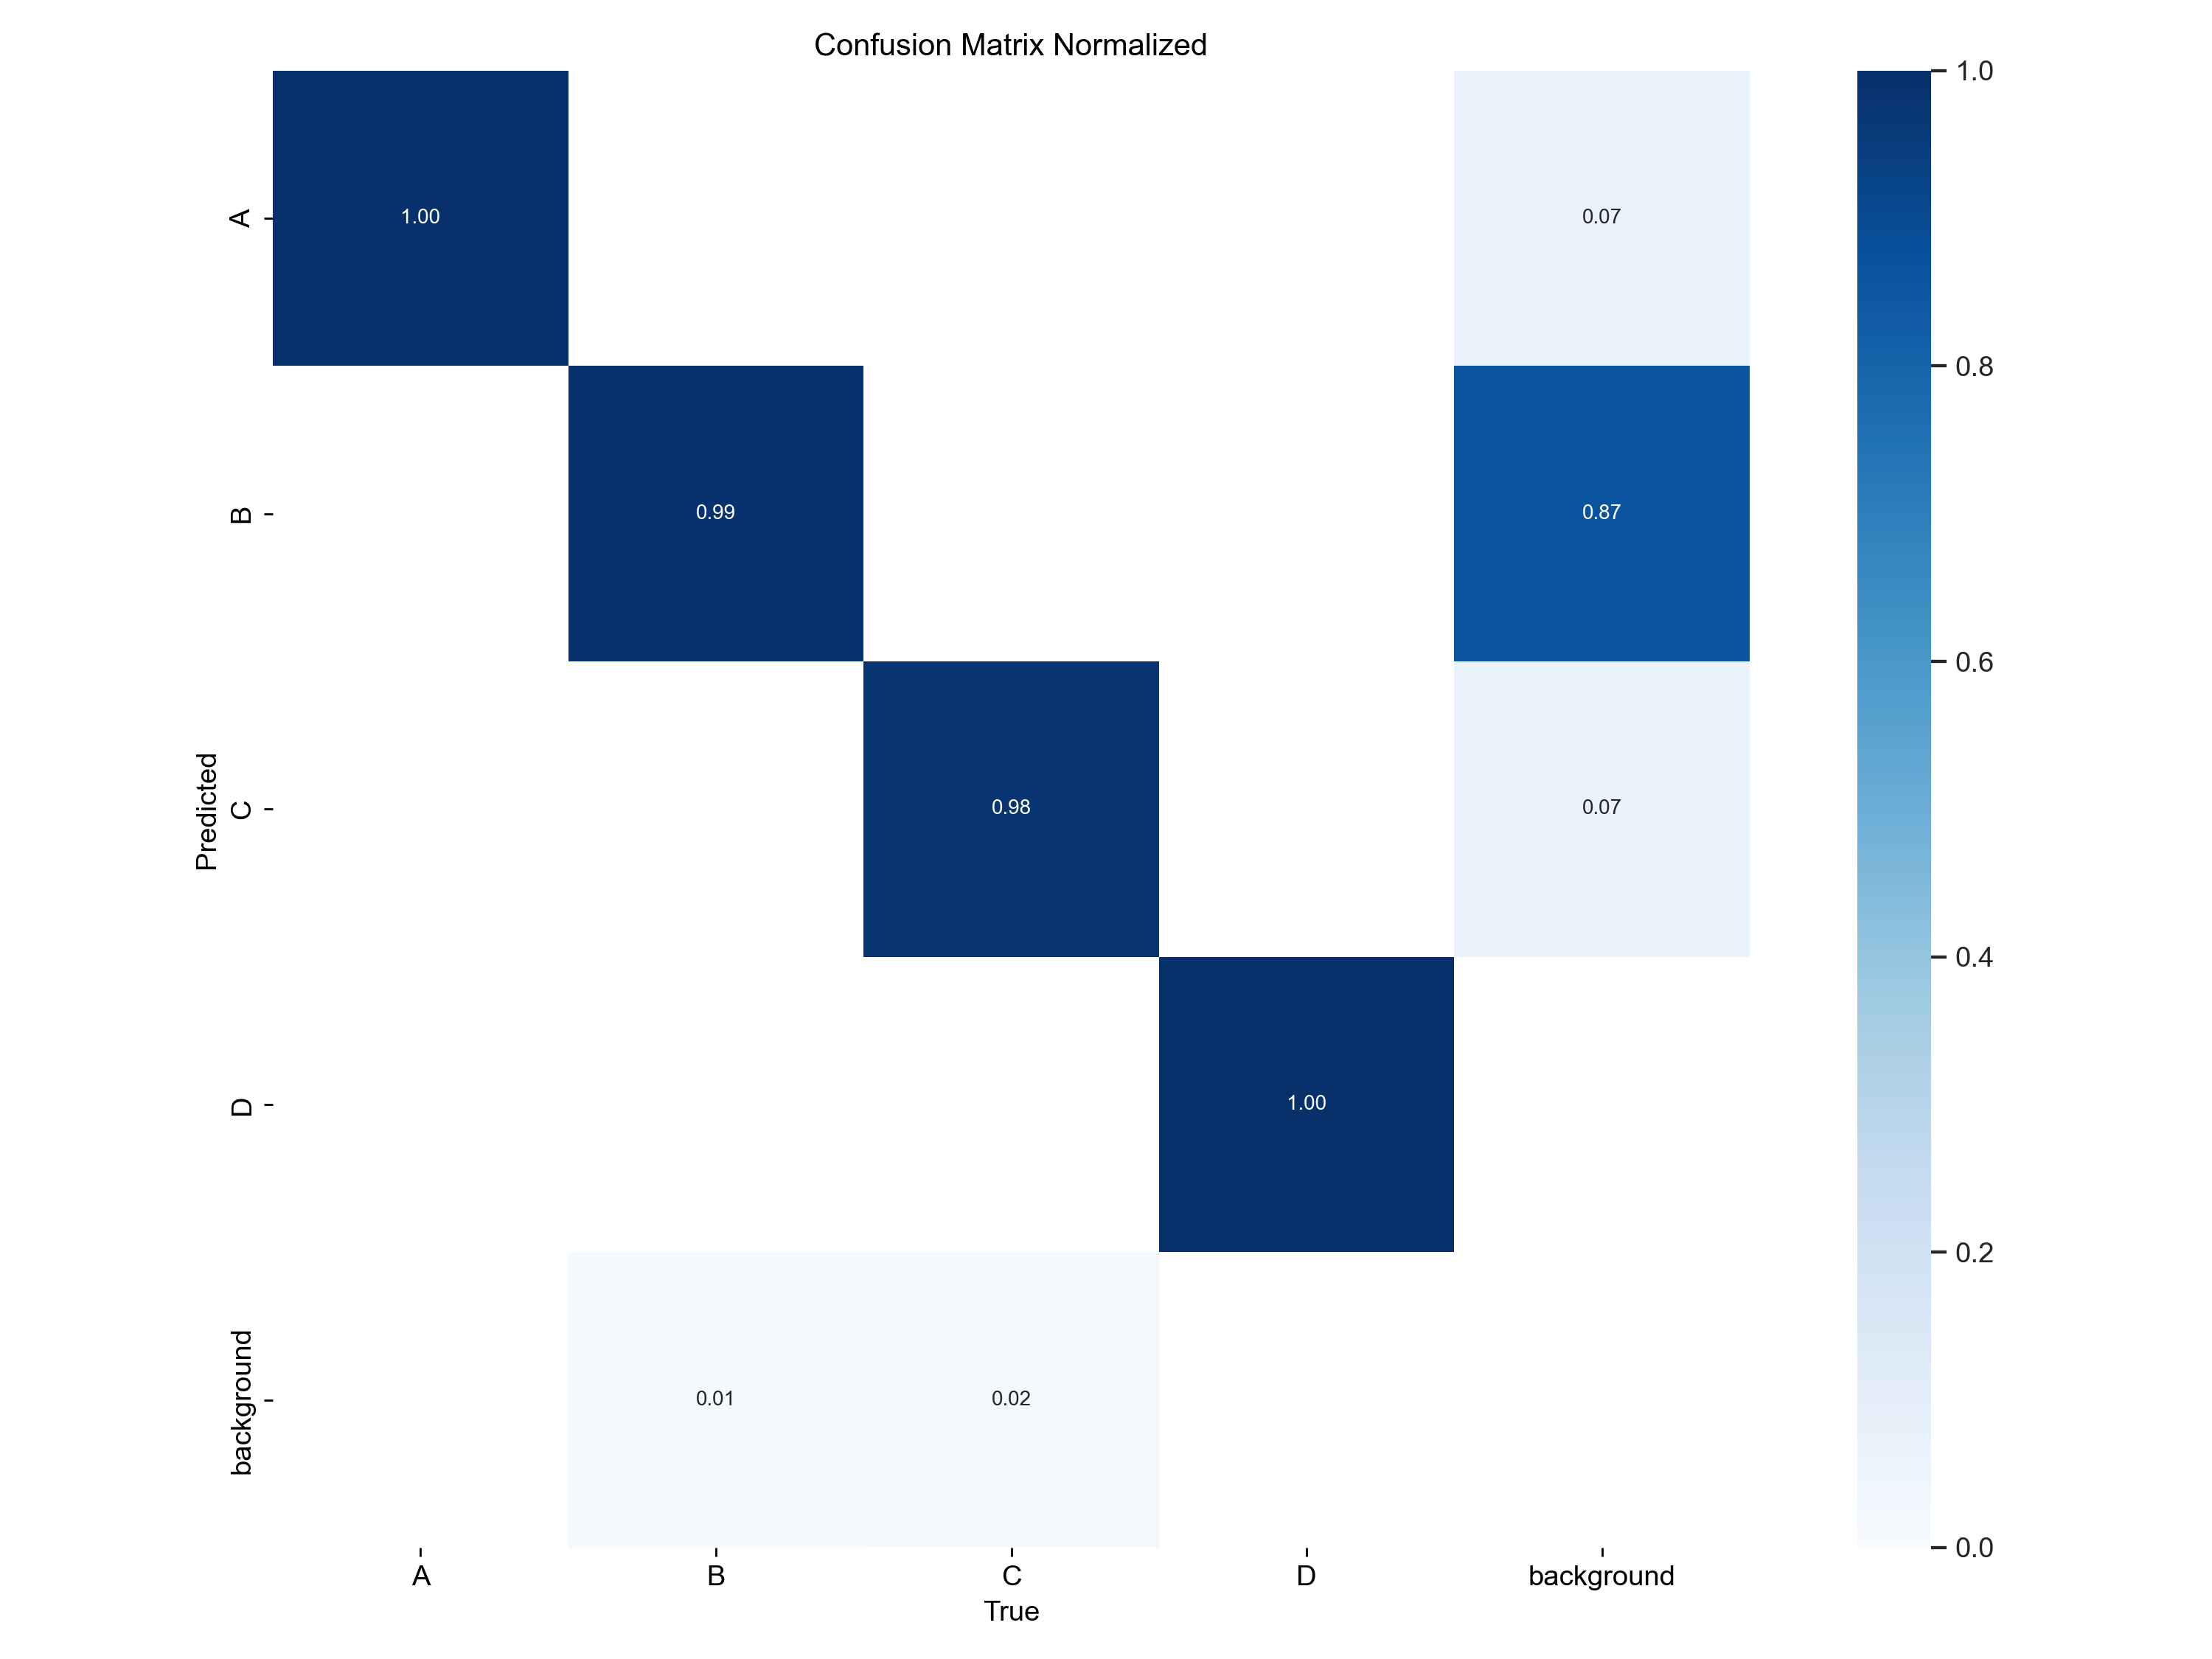 Confusion Matrix Normalized
1.0
A
1.00
0.07
0.8
B
0.99
0.87
0.6
Predicted
C
0.98
0.07
0.4
D
1.00
0.2
background
0.01
0.02
0.0
A
B
C
D
background
True